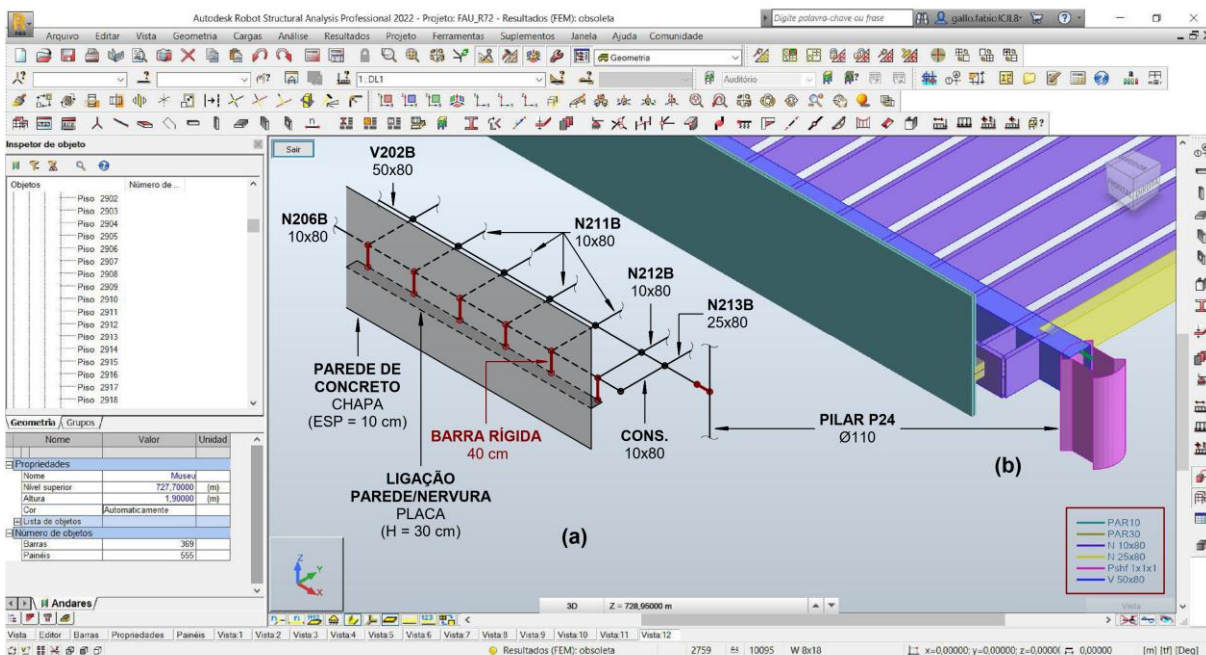 Autodesk Robot Structural Analysis Professional 2022 - Projeto: FAU_R72 - Resultados (FEM): obsoleta
Digite palavra-chave ou frase
gallo.fabioICJL8
Arquivo Editar Vista Geometria Cargas Análise Resultados Projeto Ferramentas Suplementos Janela Ajuda Comunidade
Geometria
1: DL1
Auditório
Inspetor de objeto
Objetos Número de ...
Piso 2902
Piso 2903
Piso 2904
Piso 2905
Piso 2906
Piso 2907
Piso 2908
Piso 2909
Piso 2910
Piso 2911
Piso 2912
Piso 2913
Piso 2914
Piso 2915
Piso 2916
Piso 2917
Piso 2918
Geometria Grupos
Nome Valor Unidad
Propriedades
Nome Museu
Nível superior 727,70000 (m)
Altura 1,90000 (m)
Cor Automaticamente
Lista de objetos
Número de objetos
Barras 369
Painéis 555
Andares
Sair
V202B
50x80
N206B
10x80
N211B
10x80
N212B
10x80
N213B
25x80
PAREDE DE
CONCRETO
CHAPA
(ESP = 10 cm)
BARRA RÍGIDA
40 cm
CONS.
10x80
PILAR P24
Ø110
LIGAÇÃO
PAREDE/NERVURA
PLACA
(H = 30 cm)
(a)
(b)
PAR10
PAR30
N 10x80
N 25x80
Pshf 1x1x1
V 50x80
Z
Y
X
3D Z = 728,95000 m
Vista
Vista Editor Barras Propriedades Painéis Vista:1 Vista:2 Vista:3 Vista:4 Vista:5 Vista:6 Vista:7 Vista:8 Vista:9 Vista:10 Vista:11 Vista:12
Resultados (FEM): obsoleta 2759 10095 W 8x18 x=0,00000; y=0,00000; z=0,00000 0,00000 [m] [tf] [Deg]